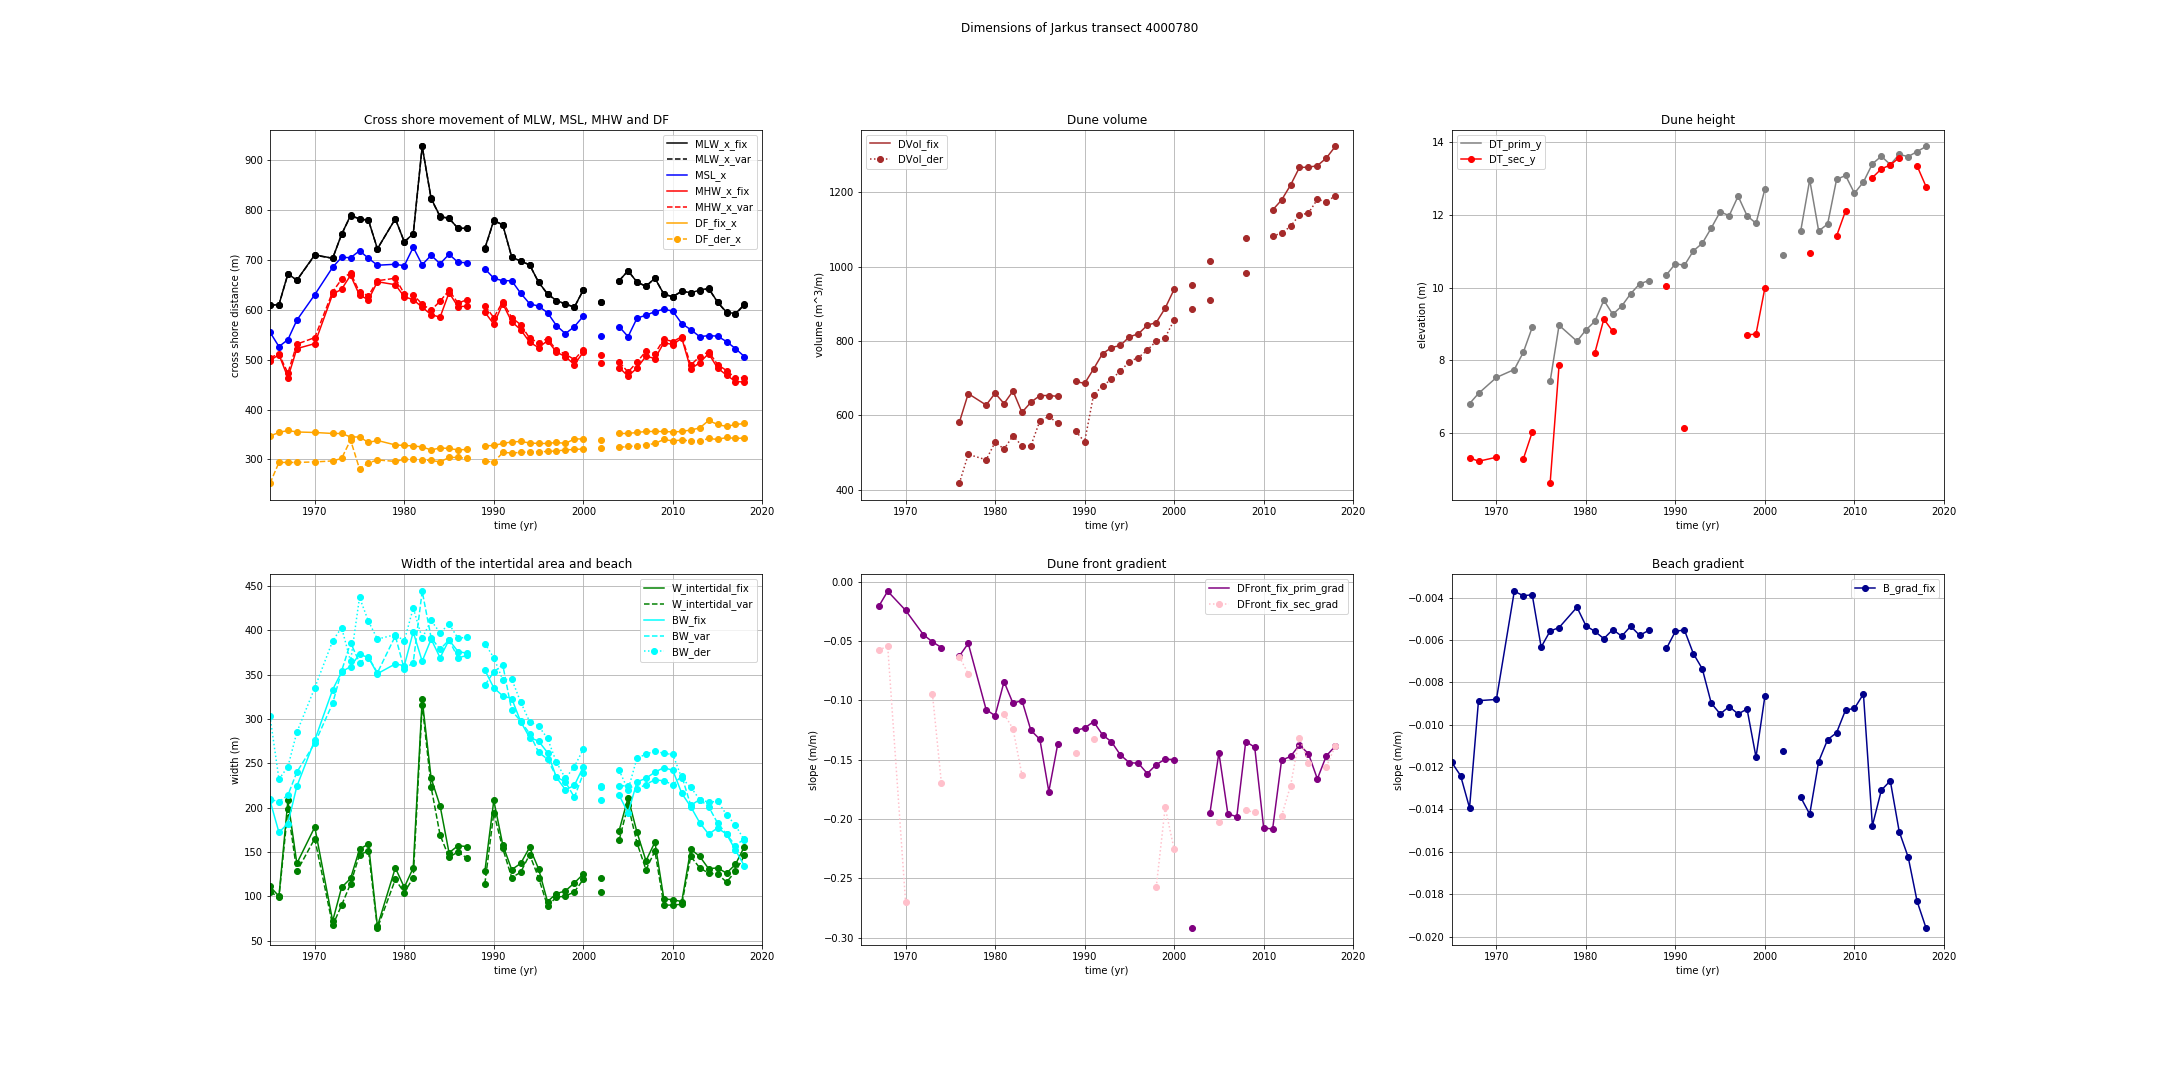 Dimensions of Jarkus transect 4000780
Cross shore movement of MLW, MSL, MHW and DF
cross shore distance (m)
900
800
700
600
500
400
300
MLW_x_fix
MLW_x_var
MSL_x
MHW_x_fix
MHW_x_var
DF_fix_x
DF_der_x
1970 1980 1990 2000 2010 2020
time (yr)
Dune volume
volume (m^3/m)
1200
1000
800
600
400
DVol_fix
DVol_der
1970 1980 1990 2000 2010 2020
time (yr)
Dune height
elevation (m)
14
12
10
8
6
DT_prim_y
DT_sec_y
1970 1980 1990 2000 2010 2020
time (yr)
Width of the intertidal area and beach
width (m)
450
400
350
300
250
200
150
100
50
W_intertidal_fix
W_intertidal_var
BW_fix
BW_var
BW_der
1970 1980 1990 2000 2010 2020
time (yr)
Dune front gradient
slope (m/m)
0.00
−0.05
−0.10
−0.15
−0.20
−0.25
−0.30
DFront_fix_prim_grad
DFront_fix_sec_grad
1970 1980 1990 2000 2010 2020
time (yr)
Beach gradient
slope (m/m)
−0.004
−0.006
−0.008
−0.010
−0.012
−0.014
−0.016
−0.018
−0.020
B_grad_fix
1970 1980 1990 2000 2010 2020
time (yr)